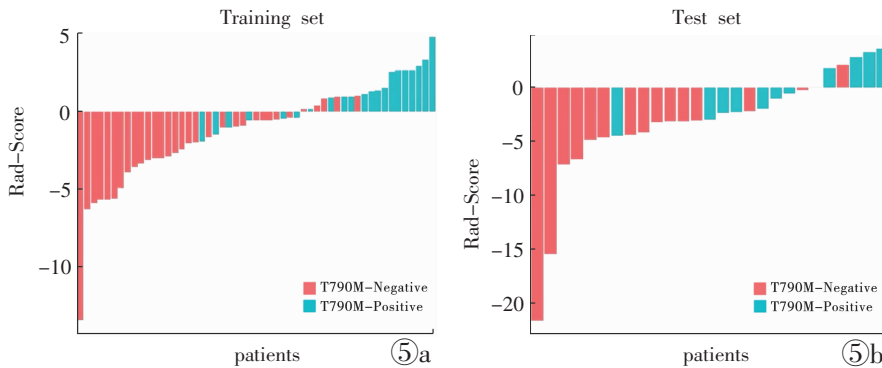 Training set
5
0
−5
−10
Rad−Score
T790M−Negative
T790M−Positive
patients
⑤a
Test set
0
−5
−10
−15
−20
Rad−Score
T790M−Negative
T790M−Positive
patients
⑤b